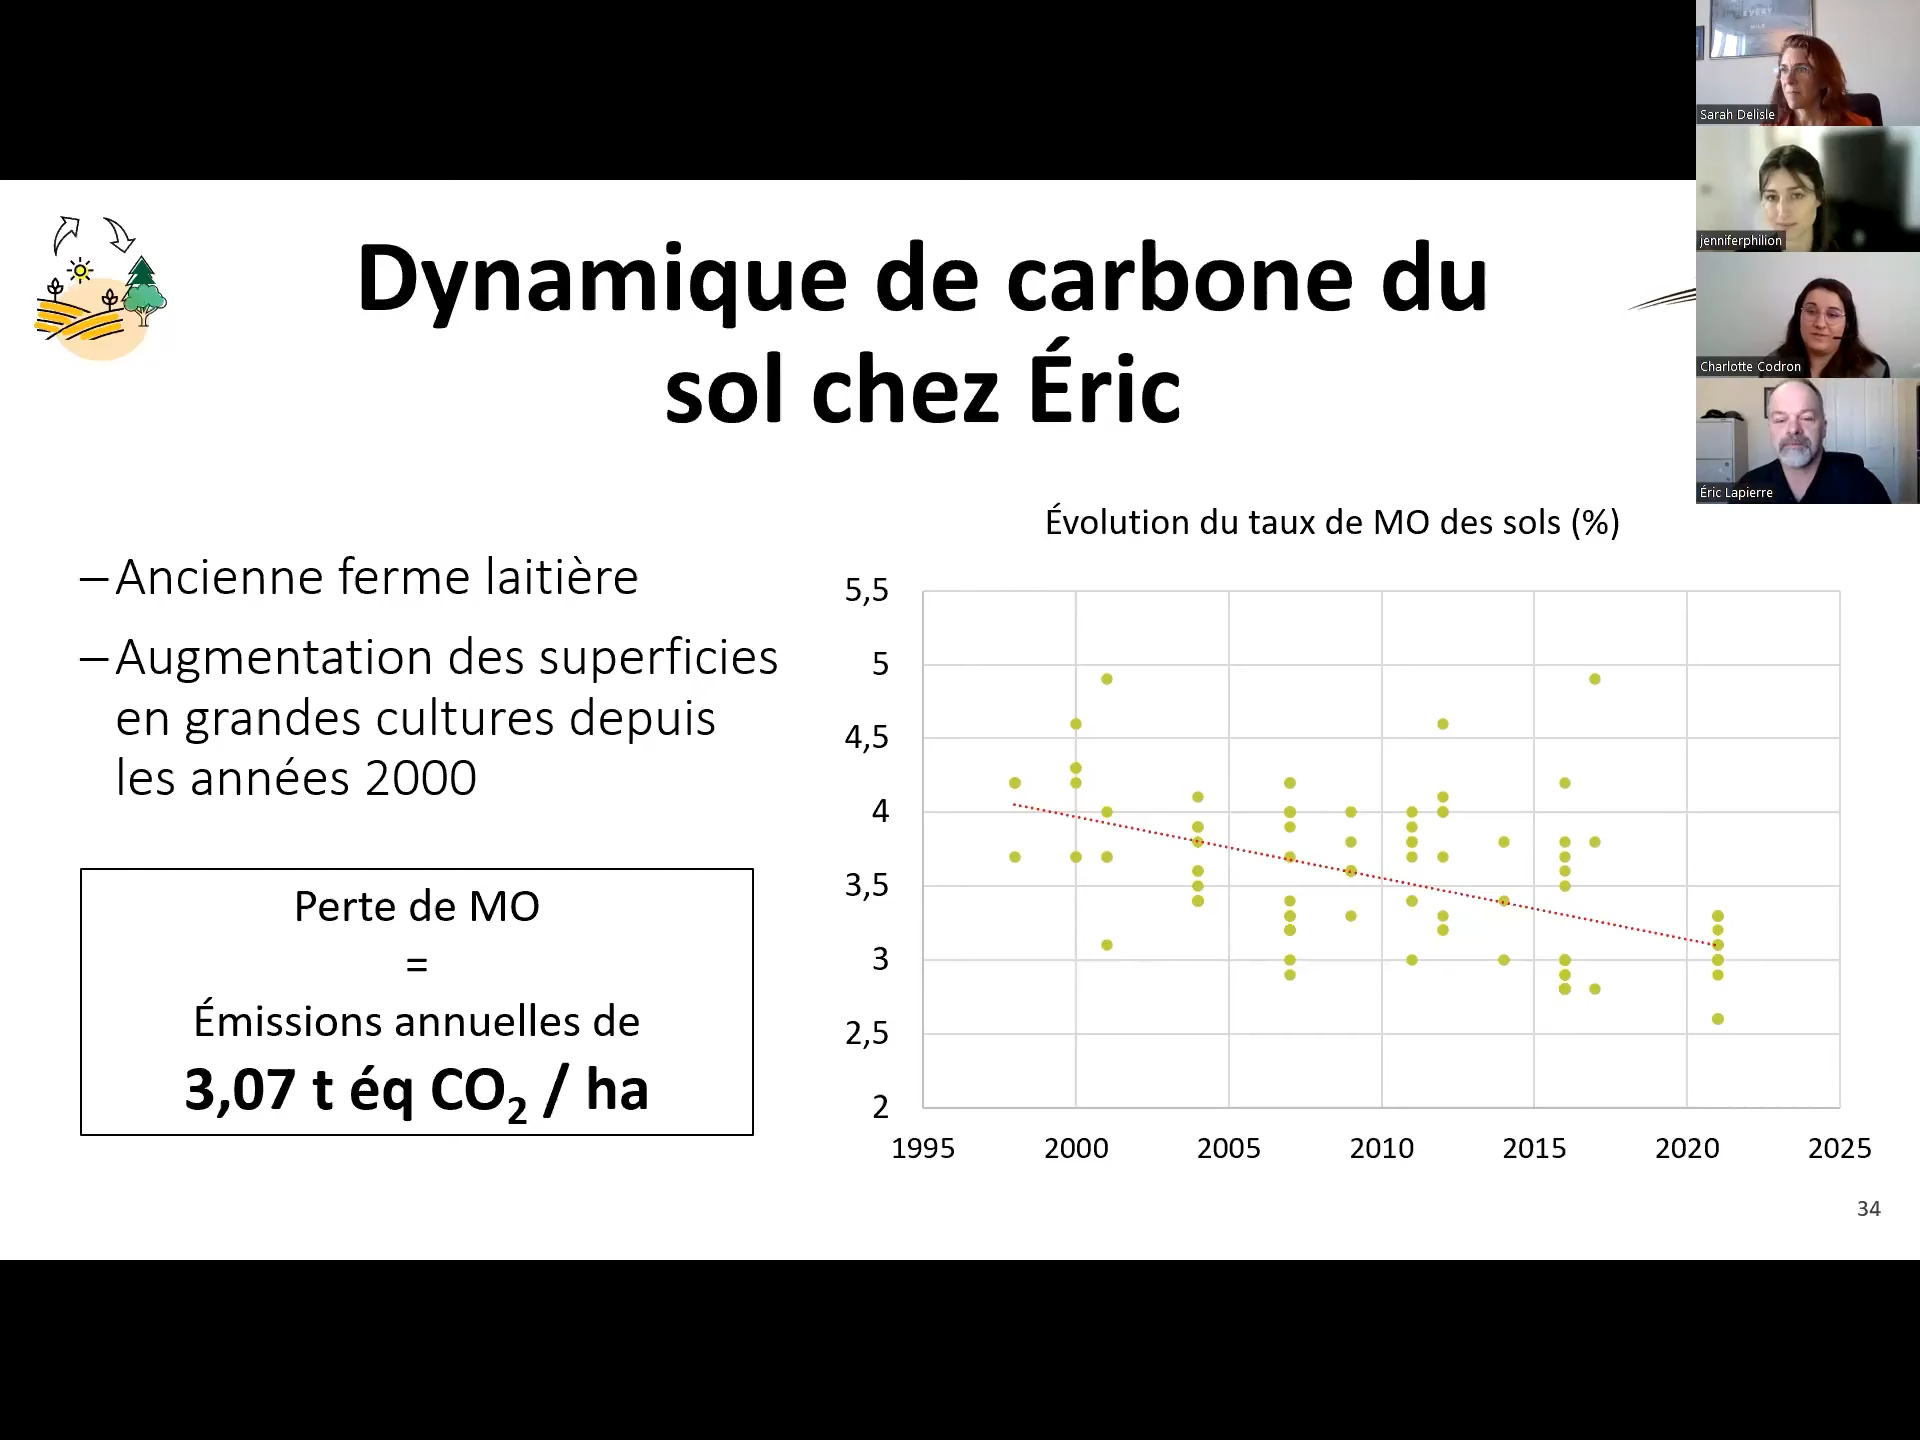 EVERY
MILE
Sarah Delisle
jenniferphilion
Charlotte Codron
Éric Lapierre
Dynamique de carbone du
sol chez Éric
–Ancienne ferme laitière
–Augmentation des superficies
en grandes cultures depuis
les années 2000
Perte de MO
=
Émissions annuelles de
3,07 t éq CO₂ / ha
Évolution du taux de MO des sols (%)
5,5
5
4,5
4
3,5
3
2,5
2
1995 2000 2005 2010 2015 2020 2025
34